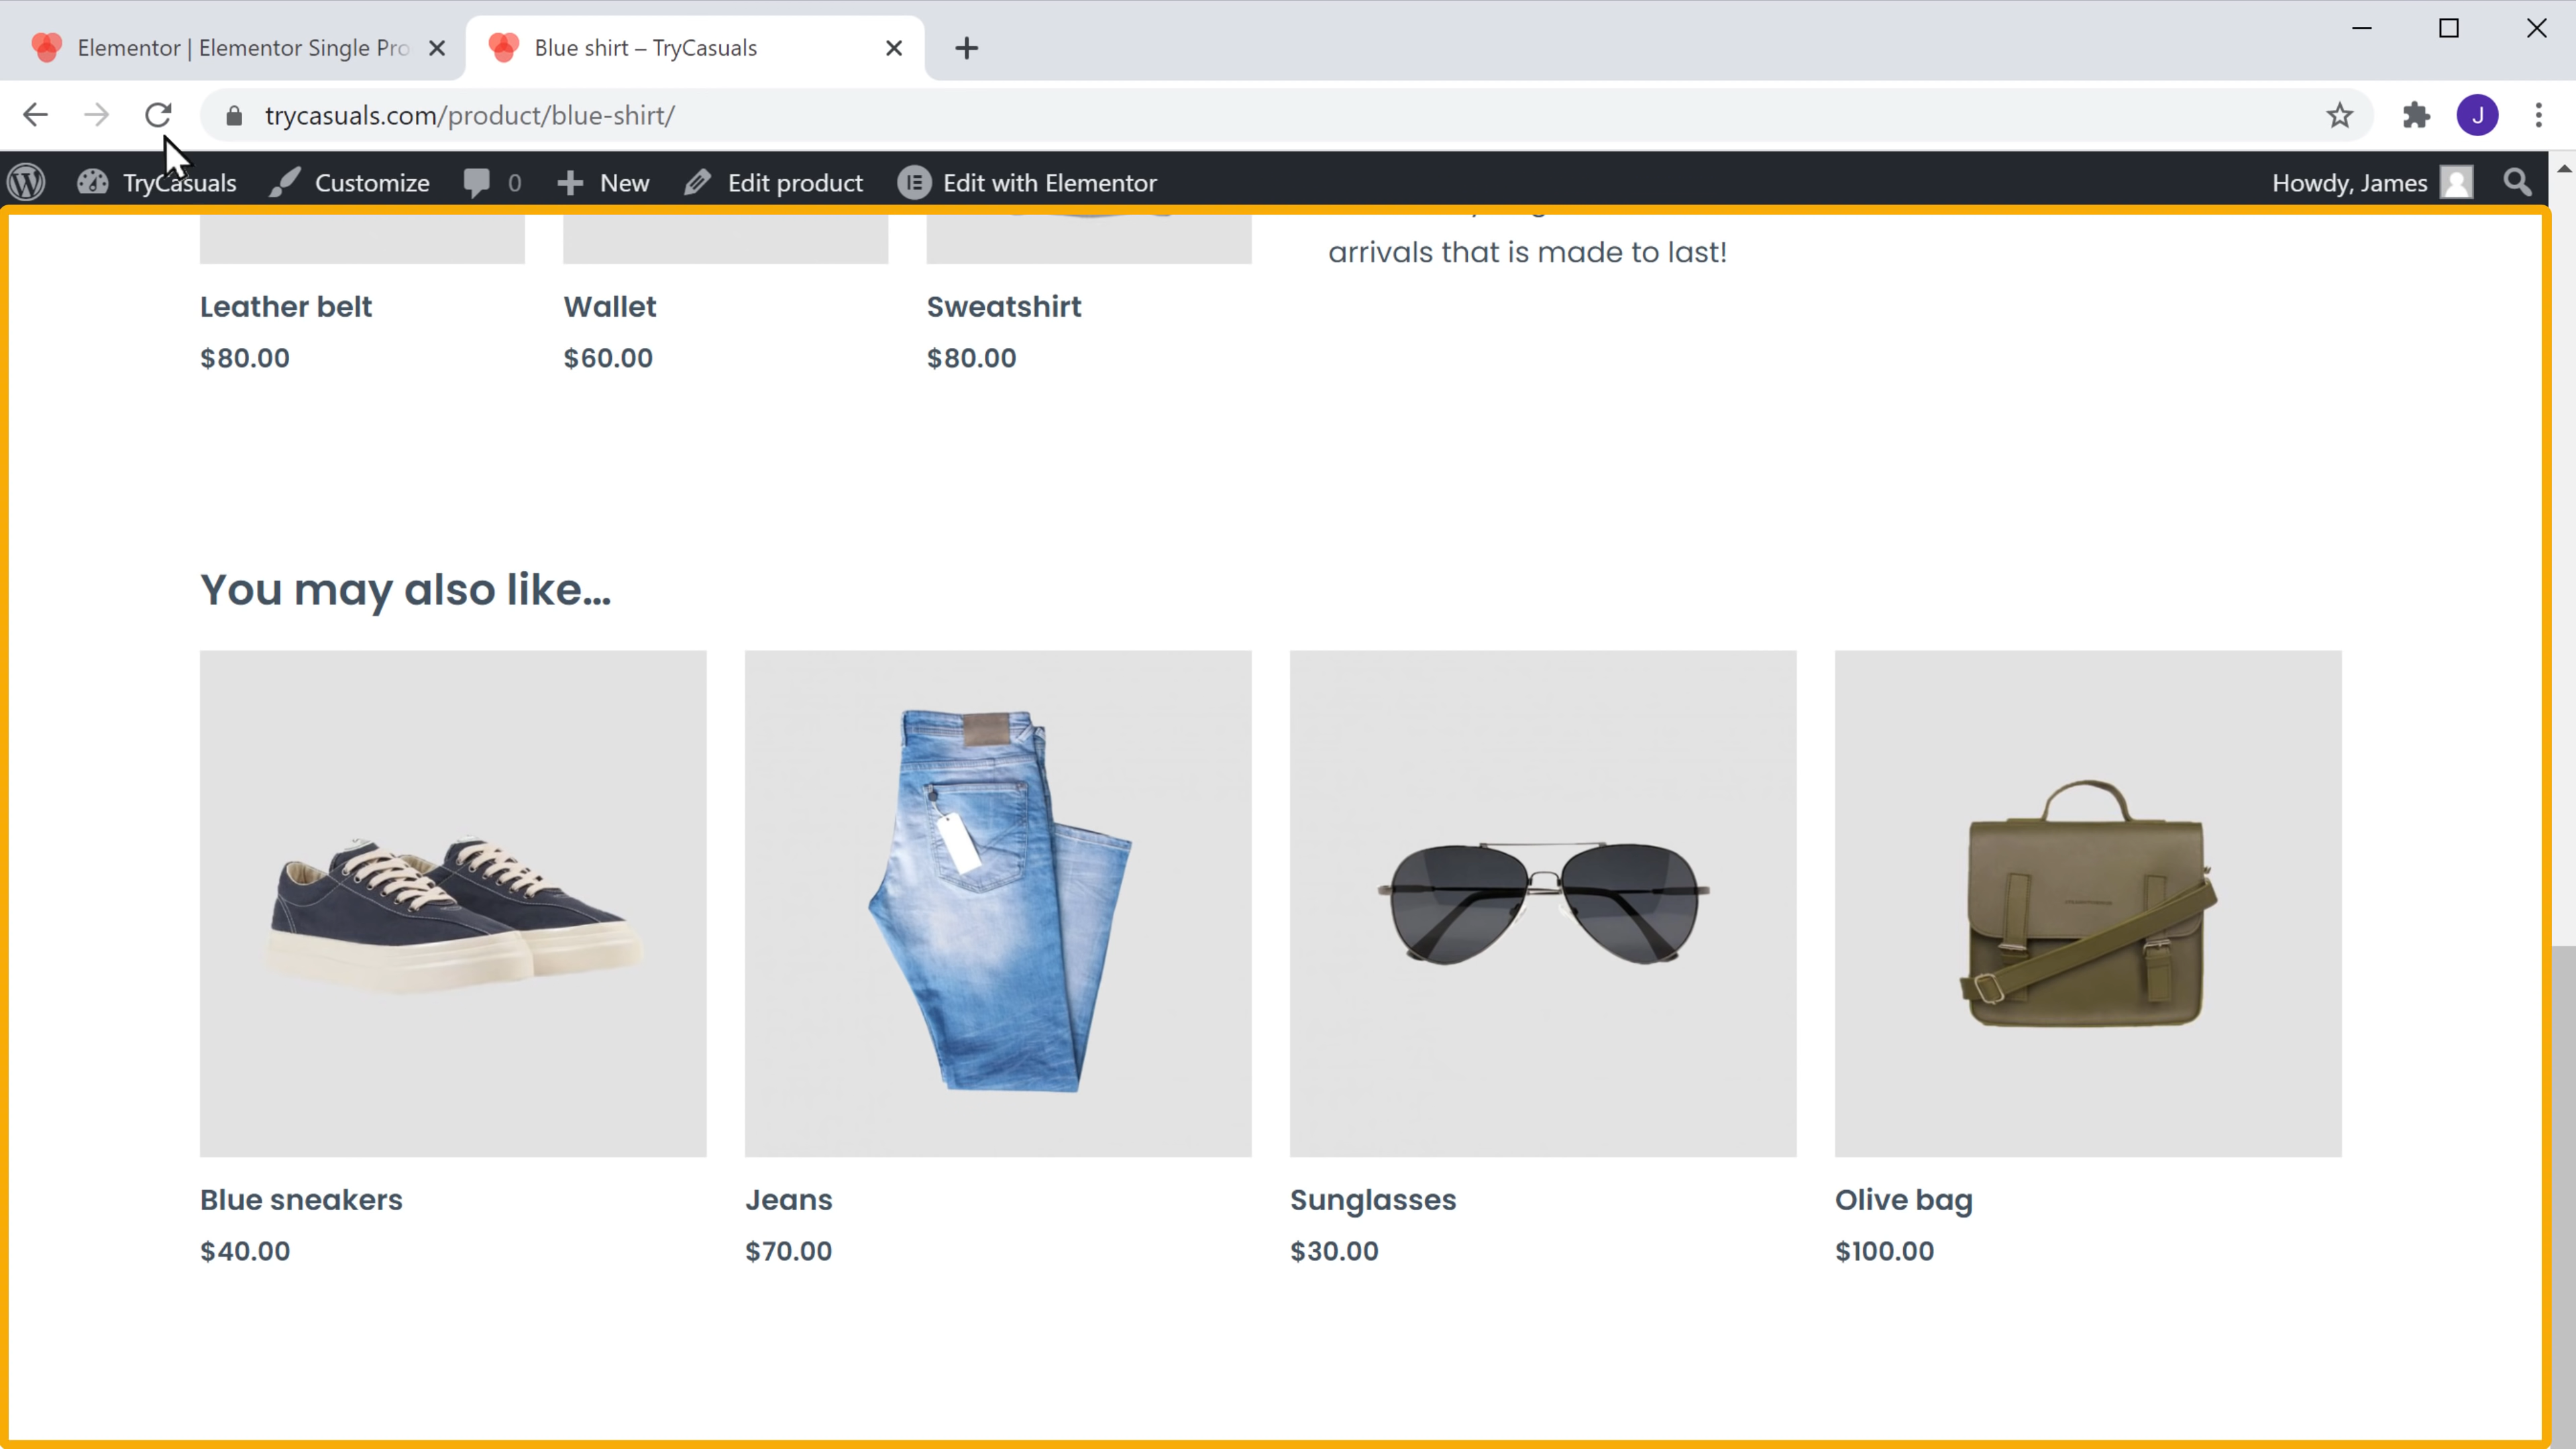 Elementor | Elementor Single Pro
Blue shirt – TryCasuals
trycasuals.com/product/blue-shirt/
J
TryCasuals
Customize
0
New
Edit product
Edit with Elementor
Howdy, James
arrivals that is made to last!
Leather belt
Wallet
Sweatshirt
$80.00
$60.00
$80.00
You may also like...
Blue sneakers
Jeans
Sunglasses
Olive bag
$40.00
$70.00
$30.00
$100.00